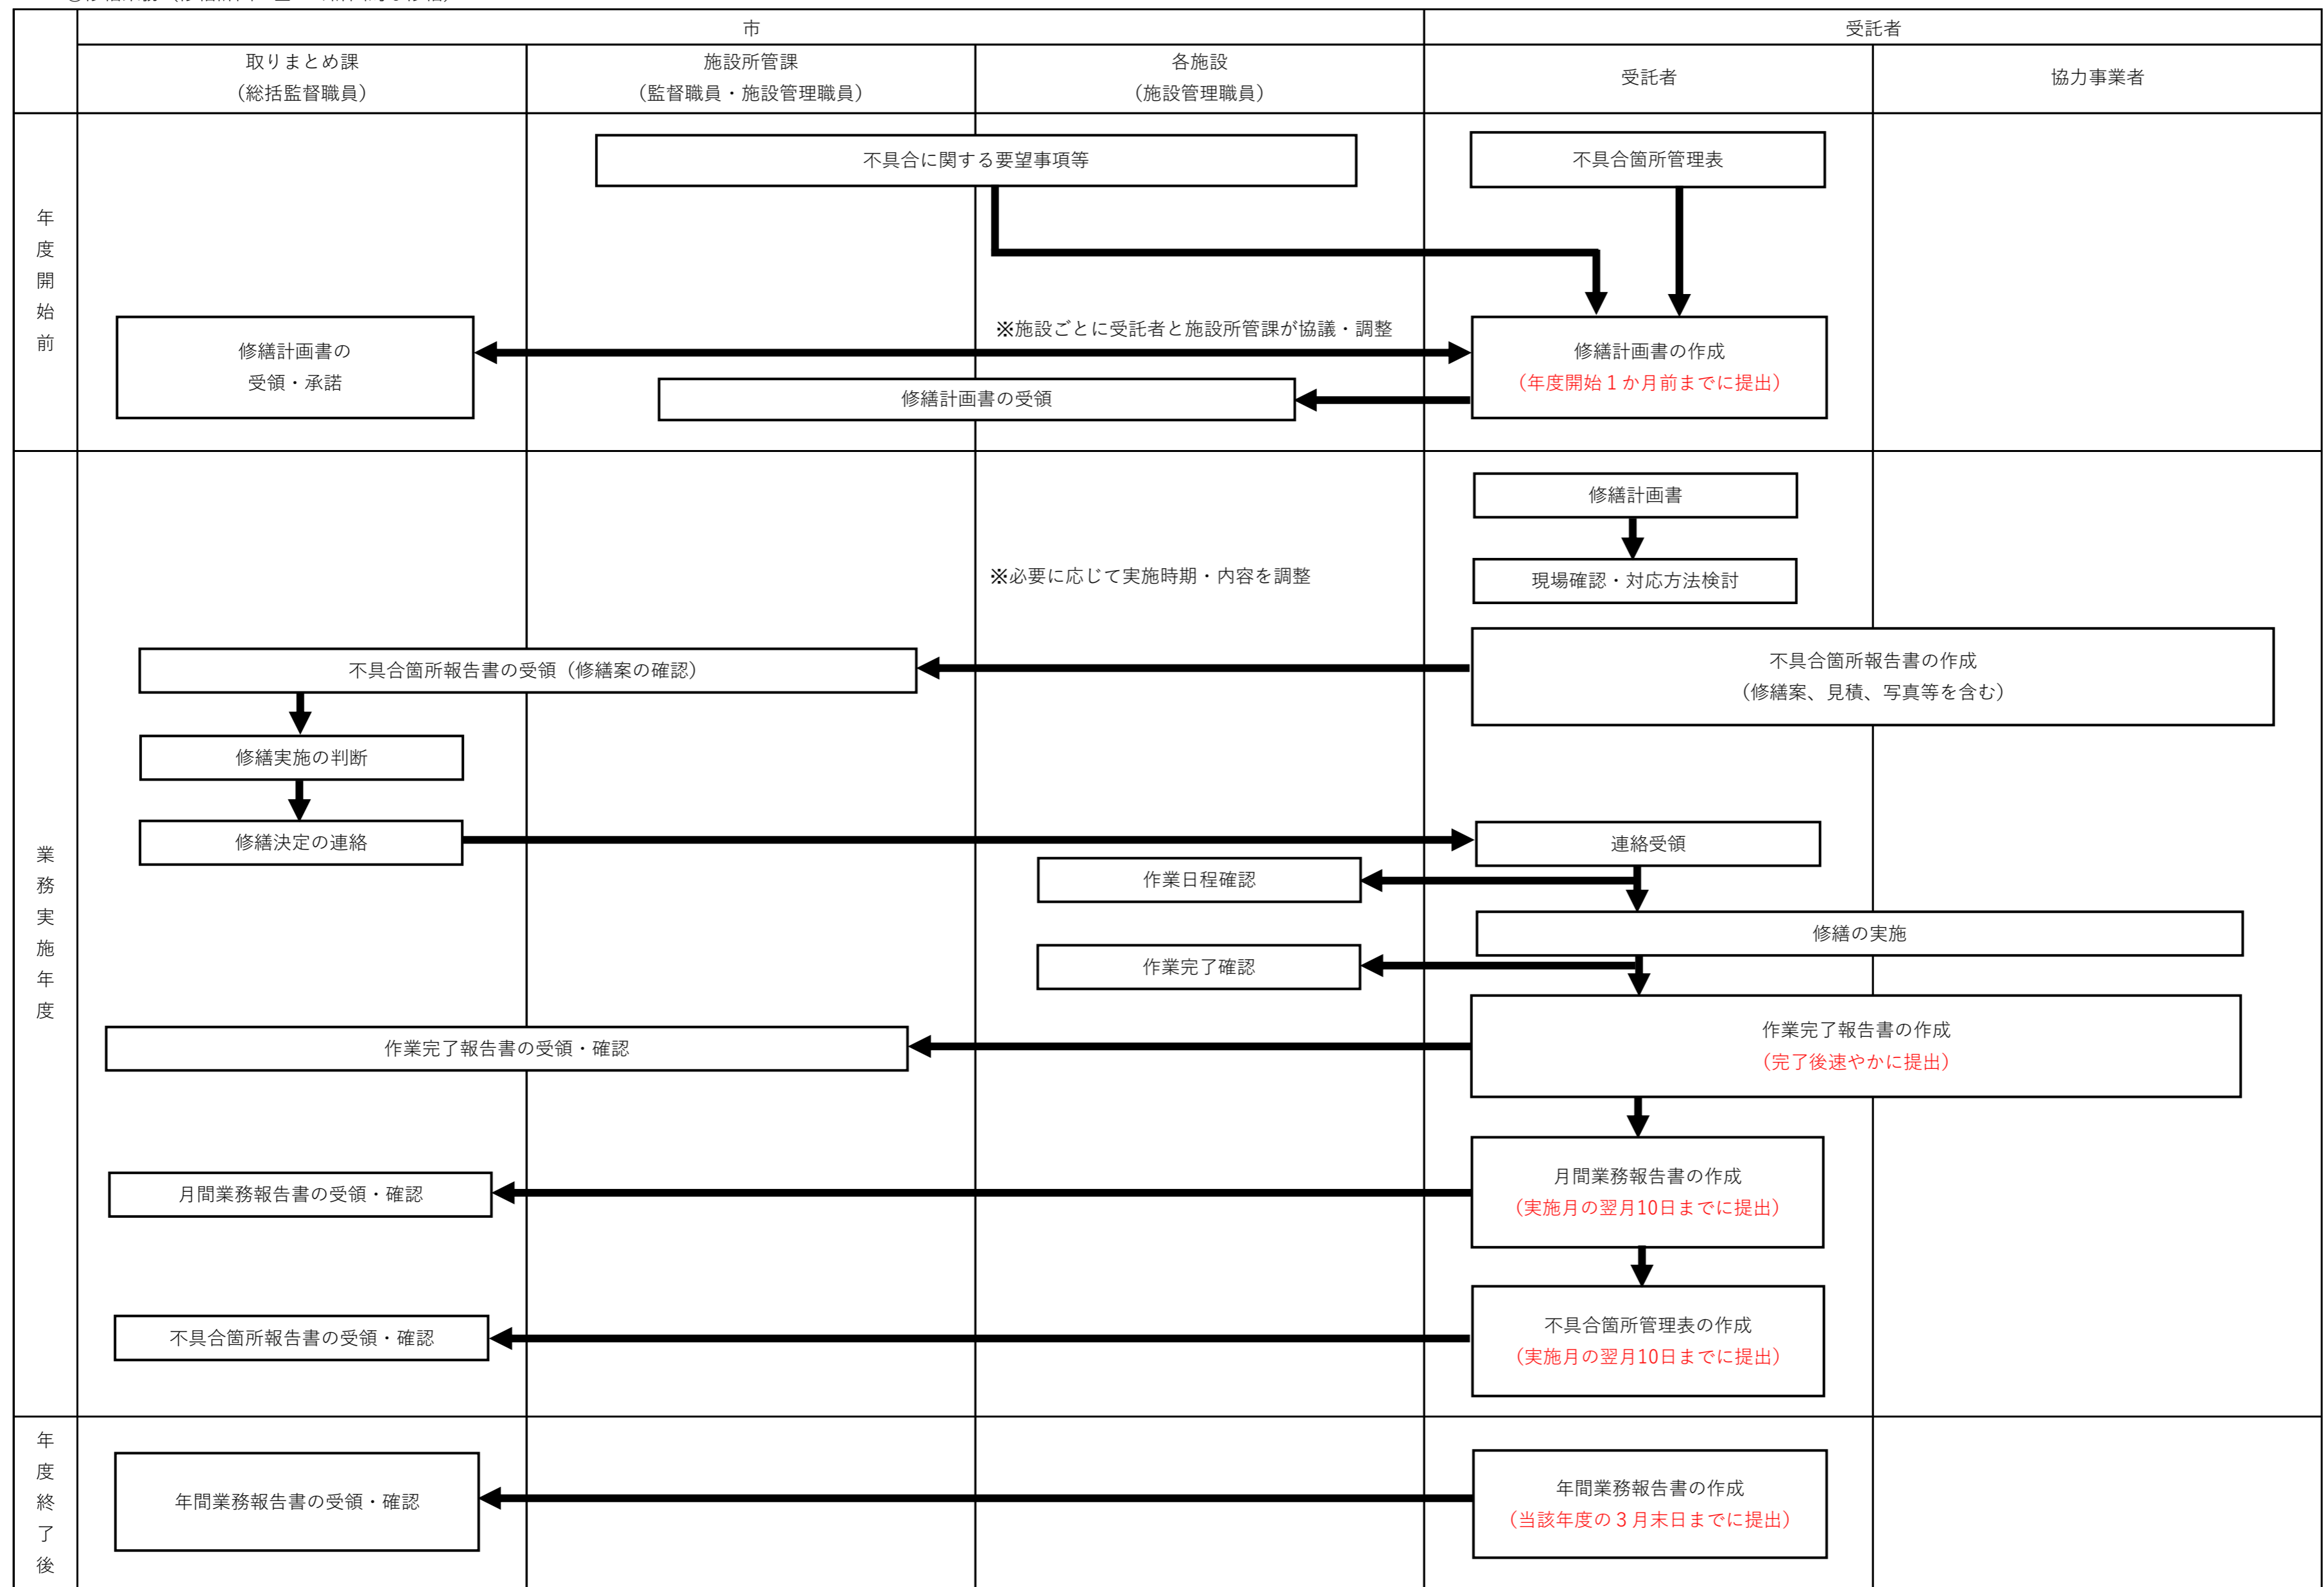 市
受託者
取りまとめ課
（総括監督職員）
施設所管課
（監督職員・施設管理職員）
各施設
（施設管理職員）
受託者
協力事業者
年度開始前
不具合に関する要望事項等
不具合箇所管理表
※施設ごとに受託者と施設所管課が協議・調整
修繕計画書の
受領・承諾
修繕計画書の作成
（年度開始１か月前までに提出）
修繕計画書の受領
業務実施年度
修繕計画書
※必要に応じて実施時期・内容を調整
現場確認・対応方法検討
不具合箇所報告書の受領（修繕案の確認）
不具合箇所報告書の作成
（修繕案、見積、写真等を含む）
修繕実施の判断
修繕決定の連絡
連絡受領
作業日程確認
修繕の実施
作業完了確認
作業完了報告書の作成
（完了後速やかに提出）
作業完了報告書の受領・確認
月間業務報告書の作成
（実施月の翌月10日までに提出）
月間業務報告書の受領・確認
不具合箇所管理表の作成
（実施月の翌月10日までに提出）
不具合箇所報告書の受領・確認
年度終了後
年間業務報告書の作成
（当該年度の３月末日までに提出）
年間業務報告書の受領・確認